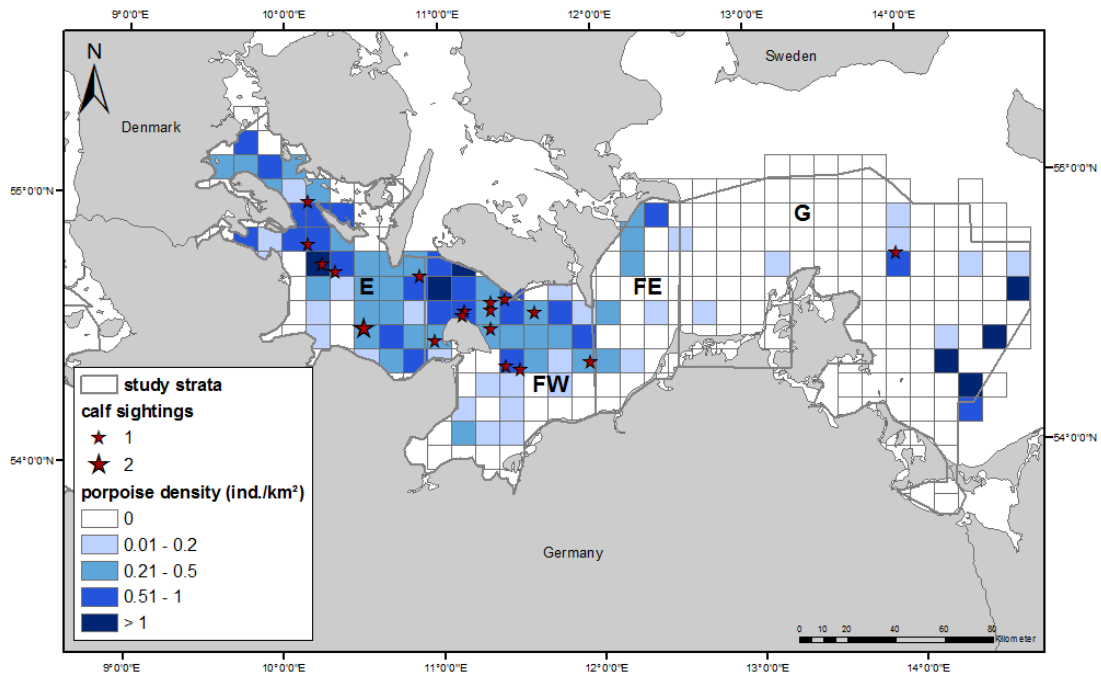 9°0'0"E 10°0'0"E 11°0'0"E 12°0'0"E 13°0'0"E 14°0'0"E
N
Sweden
Denmark
55°0'0"N
55°0'0"N
G
E
FE
FW
study strata
calf sightings
1
2
porpoise density (ind./km²)
0
0.01 - 0.2
0.21 - 0.5
0.51 - 1
> 1
54°0'0"N
54°0'0"N
Germany
0 10 20 40 60 80
Kilometer
9°0'0"E 10°0'0"E 11°0'0"E 12°0'0"E 13°0'0"E 14°0'0"E